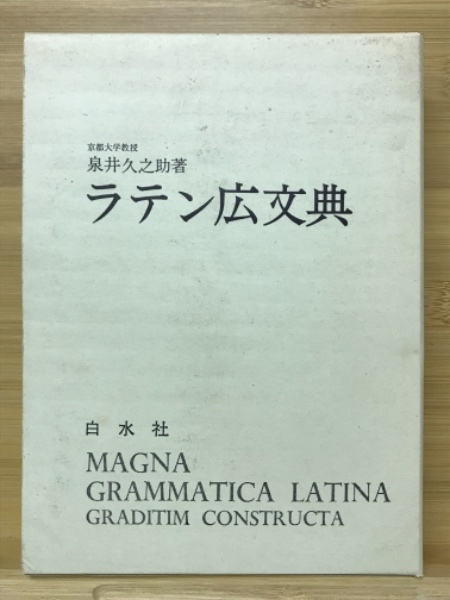 京都大学教授
泉井久之助著
ラテン広文典
白水社
MAGNA
GRAMMATICA LATINA
GRADITIM CONSTRUCTA